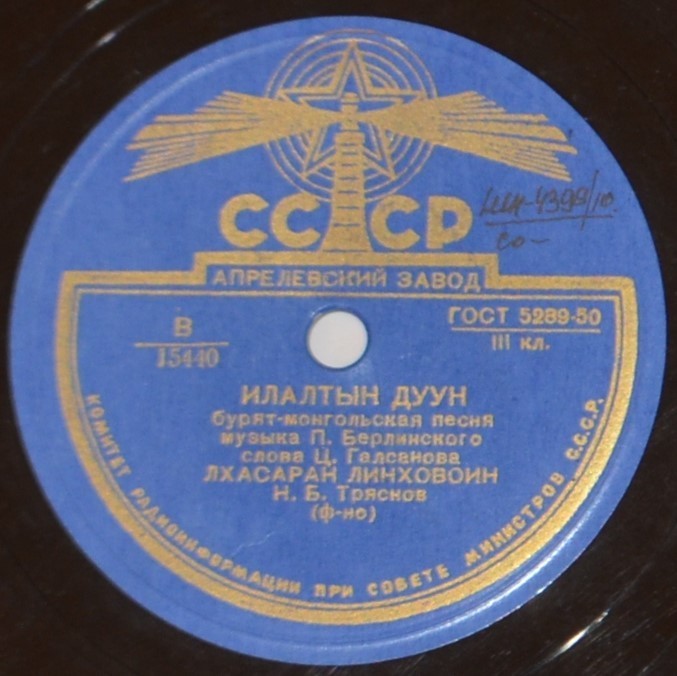 СССР
АПРЕЛЕВСКИЙ ЗАВОД
В
15440
ГОСТ 5289-50
III кл.
ИЛАЛТЫН ДУУН
бурят-монгольская песня
музыка П. Берлинского
слова Ц. Галсанова
ЛХАСАРАН ЛИНХОВОИН
Н. Б. Трясков
(ф-но)
КОМИТЕТ РАДИОИНФОРМАЦИИ ПРИ СОВЕТЕ МИНИСТРОВ С.С.С.Р.